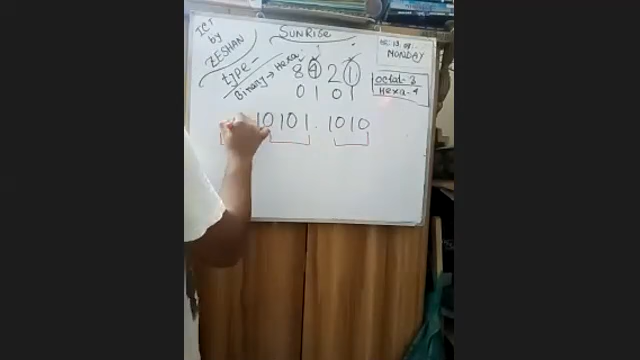 ICT
by
ZESHAN
SUNRISE
MONDAY
type-
Binary → Hexa
8 4 2 1
0 1 0 1
Octal-3
Hexa-4
10101.1010